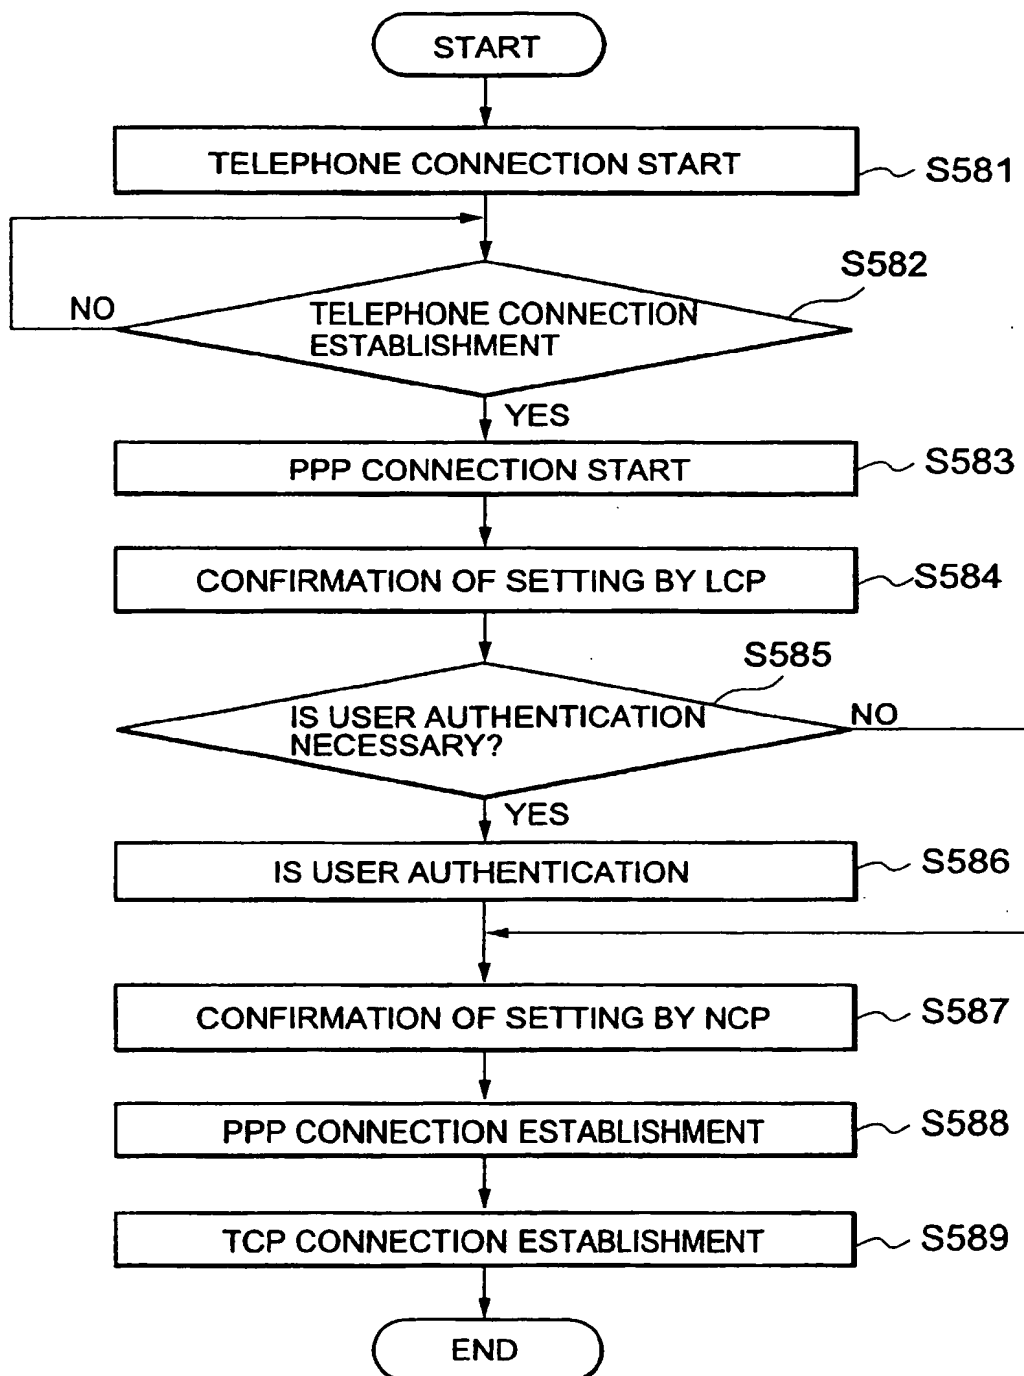 START
TELEPHONE CONNECTION START
S581
S582
NO
TELEPHONE CONNECTION
ESTABLISHMENT
YES
PPP CONNECTION START
S583
CONFIRMATION OF SETTING BY LCP
S584
S585
IS USER AUTHENTICATION
NECESSARY?
NO
YES
IS USER AUTHENTICATION
S586
CONFIRMATION OF SETTING BY NCP
S587
PPP CONNECTION ESTABLISHMENT
S588
TCP CONNECTION ESTABLISHMENT
S589
END